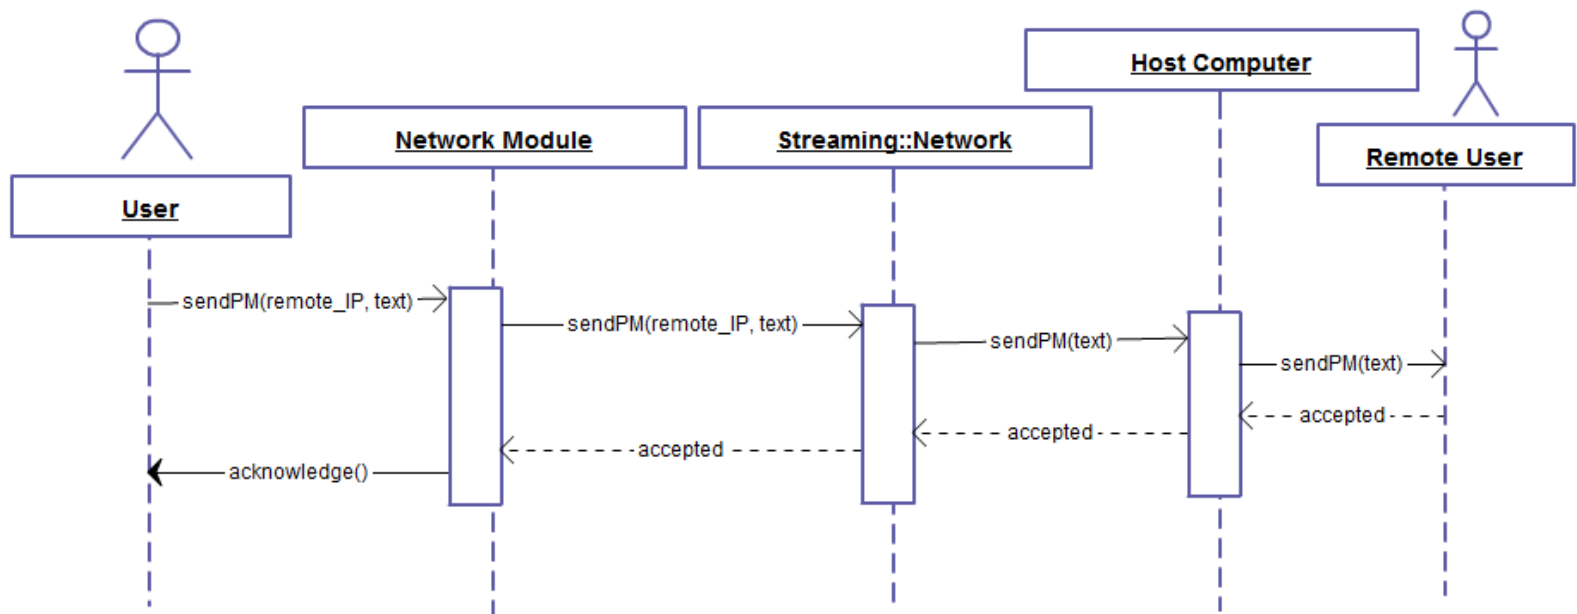 Host Computer
Network Module
Streaming::Network
Remote User
User
sendPM(remote_IP, text)
sendPM(remote_IP, text)
sendPM(text)
sendPM(text)
accepted
accepted
accepted
acknowledge()